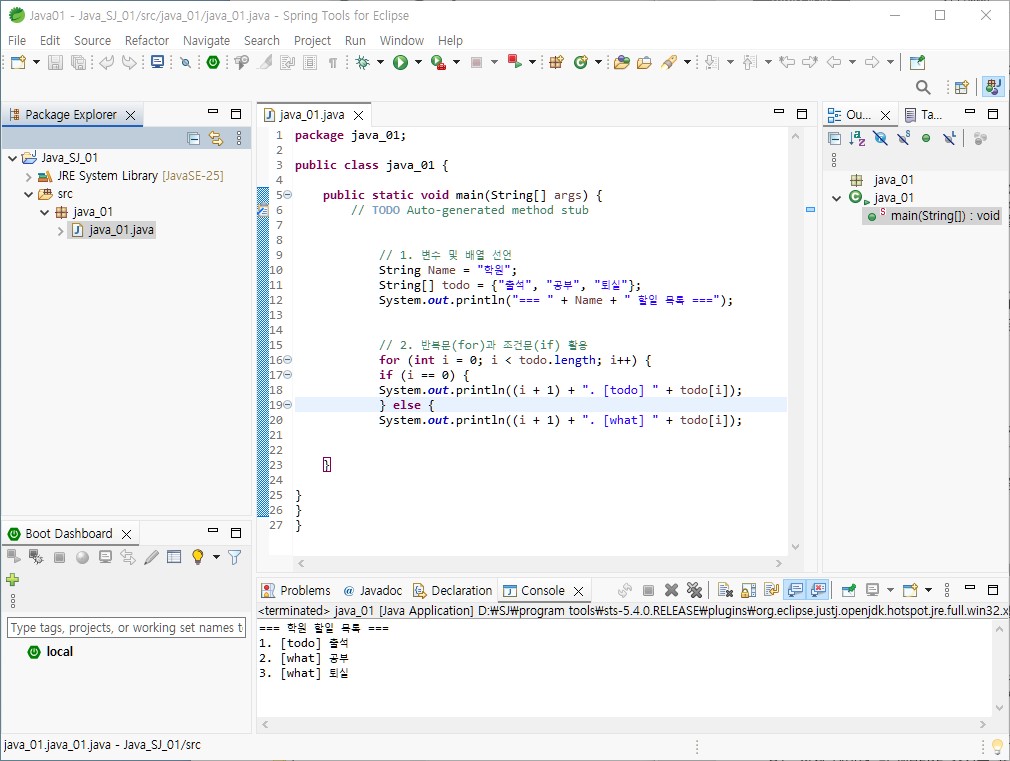 Java01 - Java_SJ_01/src/java_01/java_01.java - Spring Tools for Eclipse
File Edit Source Refactor Navigate Search Project Run Window Help
Package Explorer
Java_SJ_01
JRE System Library [JavaSE-25]
src
java_01
java_01.java
java_01.java
1 package java_01;
2
3 public class java_01 {
4
5 public static void main(String[] args) {
6 // TODO Auto-generated method stub
7
8
9 // 1. 변수 및 배열 선언
10 String Name = "학원";
11 String[] todo = {"출석", "공부", "퇴실"};
12 System.out.println("=== " + Name + " 할일 목록 ===");
13
14
15 // 2. 반복문(for)과 조건문(if) 활용
16 for (int i = 0; i < todo.length; i++) {
17 if (i == 0) {
18 System.out.println((i + 1) + ". [todo] " + todo[i]);
19 } else {
20 System.out.println((i + 1) + ". [what] " + todo[i]);
21
22
23 }
24
25 }
26 }
27 }
Ou... Ta...
java_01
java_01
main(String[]) : void
Boot Dashboard
Type tags, projects, or working set names t
local
Problems @ Javadoc Declaration Console
<terminated> java_01 [Java Application] D:₩SJ₩program tools₩sts-5.4.0.RELEASE₩plugins₩org.eclipse.justj.openjdk.hotspot.jre.full.win32.x
=== 학원 할일 목록 ===
1. [todo] 출석
2. [what] 공부
3. [what] 퇴실
java_01.java_01.java - Java_SJ_01/src